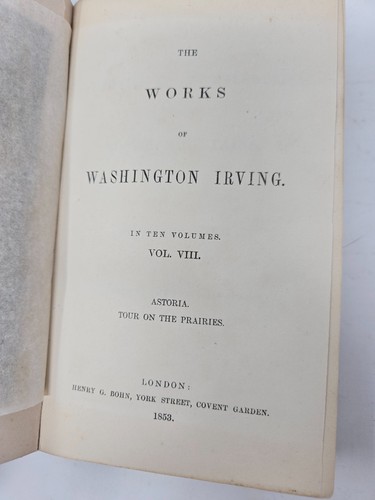 THE
WORKS
OF
WASHINGTON IRVING.
IN TEN VOLUMES.
VOL. VIII.
ASTORIA.
TOUR ON THE PRAIRIES.
LONDON:
HENRY G. BOHN, YORK STREET, COVENT GARDEN.
1853.